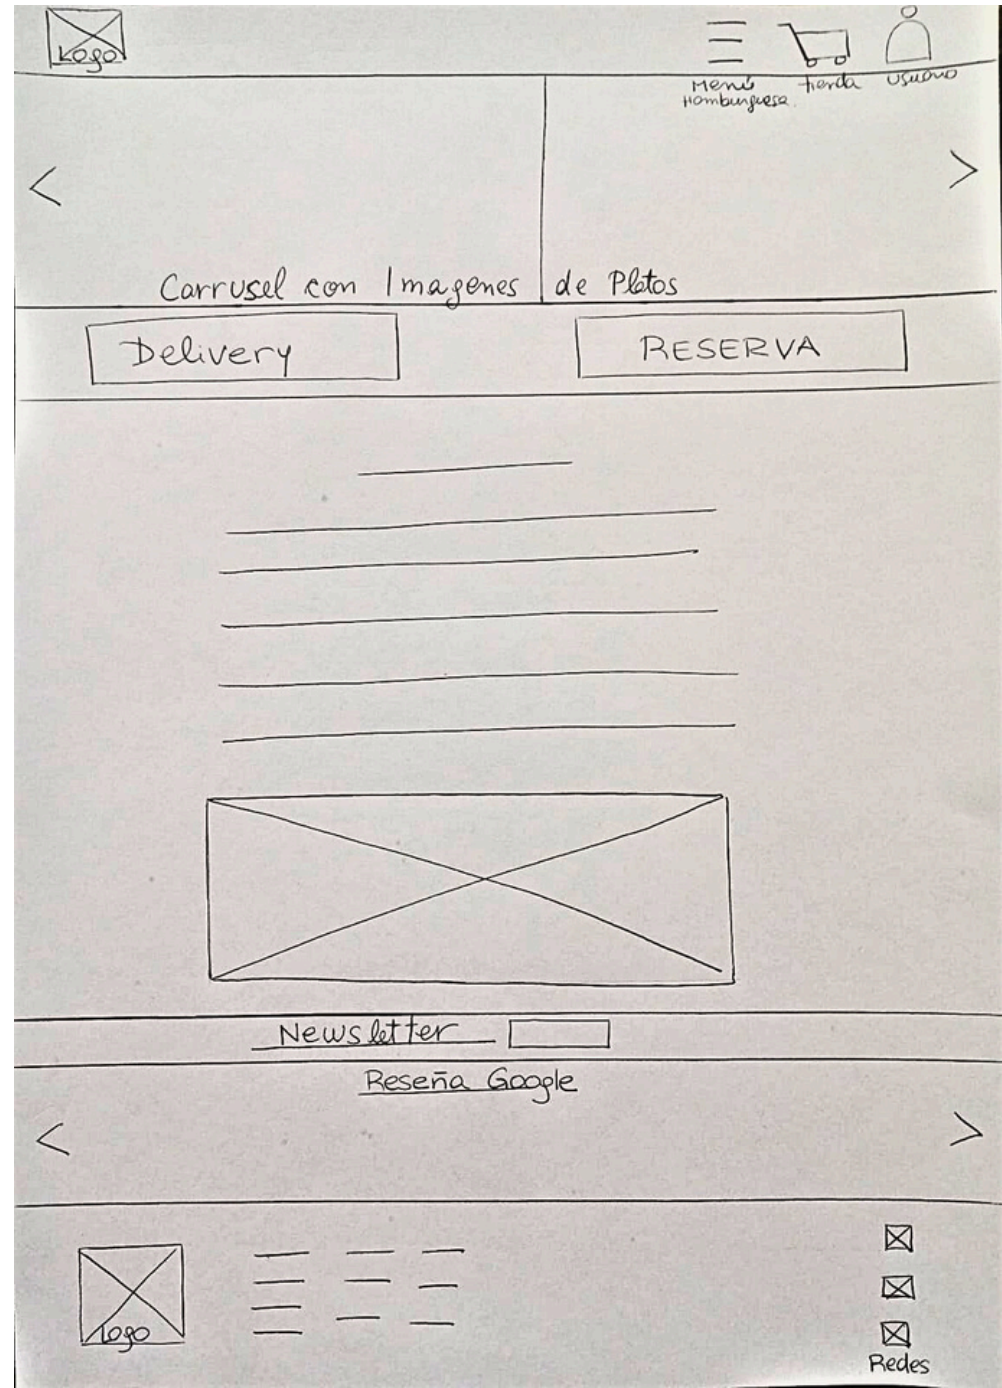 Logo
Menú
Hamburguesa.
tienda
usuario
Carrusel con Imagenes de Platos
Delivery
RESERVA
Newsletter
Reseña Google
Logo
Redes